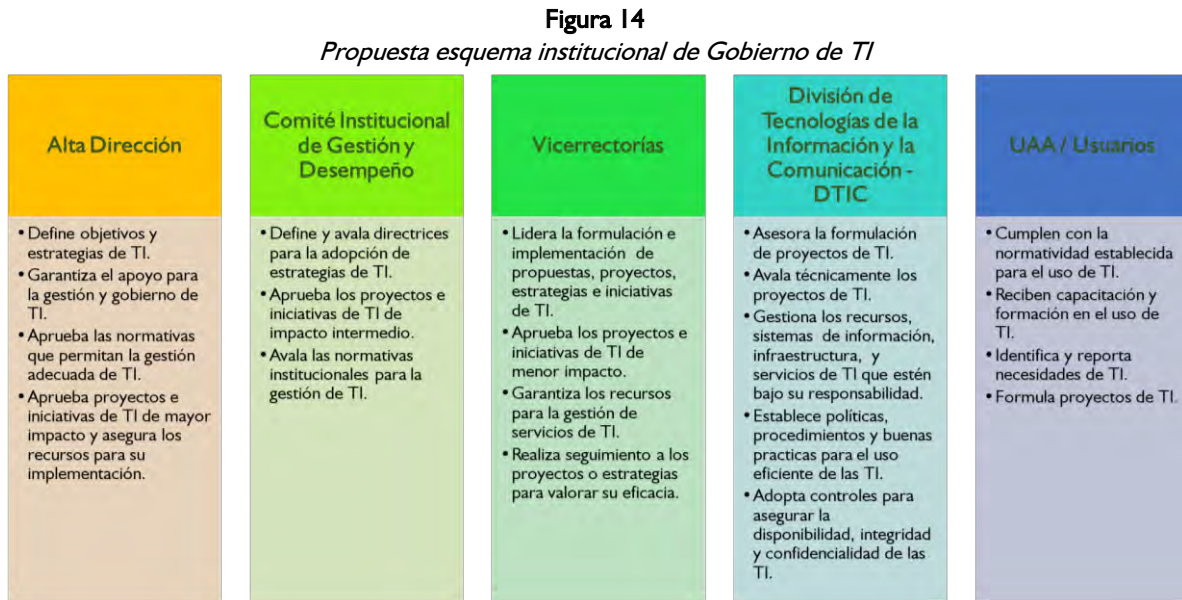 Figura 14
Propuesta esquema institucional de Gobierno de TI
Alta Dirección
• Define objetivos y
estrategias de TI.
• Garantiza el apoyo para
la gestión y gobierno de
TI.
• Aprueba las normativas
que permitan la gestión
adecuada de TI.
• Aprueba proyectos e
iniciativas de TI de mayor
impacto y asegura los
recursos para su
implementación.
Comité Institucional
de Gestión y
Desempeño
• Define y avala directrices
para la adopción de
estrategias de TI.
• Aprueba los proyectos e
iniciativas de TI de
impacto intermedio.
• Avala las normativas
institucionales para la
gestión de TI.
Vicerrectorías
• Lidera la formulación e
implementación de
propuestas, proyectos,
estrategias e iniciativas
de TI.
• Aprueba los proyectos e
iniciativas de TI de
menor impacto.
• Garantiza los recursos
para la gestión de
servicios de TI.
• Realiza seguimiento a los
proyectos o estrategias
para valorar su eficacia.
División de
Tecnologías de la
Información y la
Comunicación -
DTIC
• Asesora la formulación
de proyectos de TI.
• Avala técnicamente los
proyectos de TI.
• Gestiona los recursos,
sistemas de información,
infraestructura, y
servicios de TI que estén
bajo su responsabilidad.
• Establece políticas,
procedimientos y buenas
practicas para el uso
eficiente de las TI.
• Adopta controles para
asegurar la
disponibilidad, integridad
y confidencialidad de las
TI.
UAA / Usuarios
• Cumplen con la
normatividad establecida
para el uso de TI.
• Reciben capacitación y
formación en el uso de
TI.
• Identifica y reporta
necesidades de TI.
• Formula proyectos de TI.